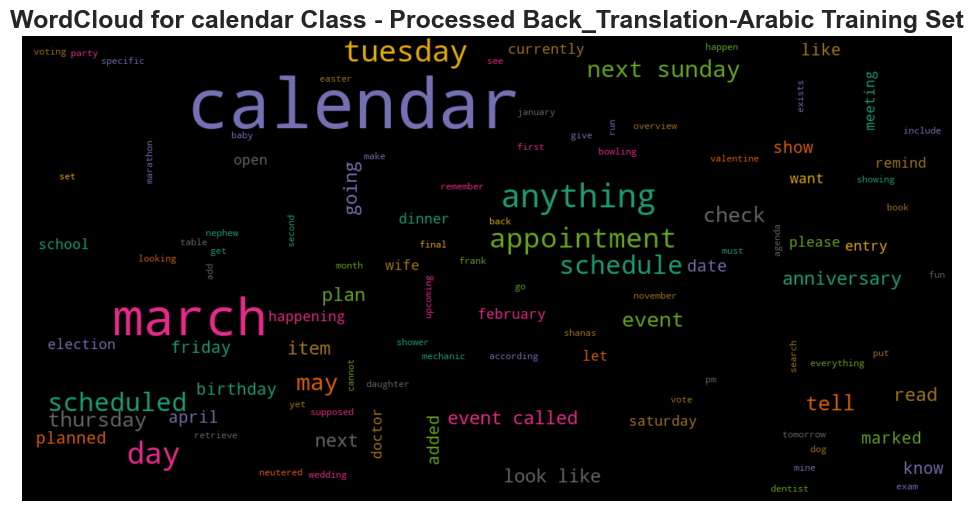 WordCloud for calendar Class - Processed Back_Translation-Arabic Training Set
voting
party
specific
tuesday
currently
see
happen
like
next sunday
easter
calendar
january
exists
meeting
include
baby
marathon
open
make
give
run
overview
first
bowling
valentine
show
remind
set
going
remember
anything
want
showing
book
school
nephew
table
get
second
looking
add
dinner
back
check
final
appointment
must
agenda
please
entry
month
wife
frank
schedule
date
anniversary
fun
plan
upcoming
go
november
march
happening
february
event
shanas
election
friday
item
shower
mechanic
according
let
search
everything
put
scheduled
birthday
may
cannot
daughter
pm
read
thursday
april
yet
supposed
event called
vote
saturday
tell
planned
retrieve
next
doctor
added
tomorrow
marked
day
dog
neutered
wedding
look like
mine
know
dentist
exam